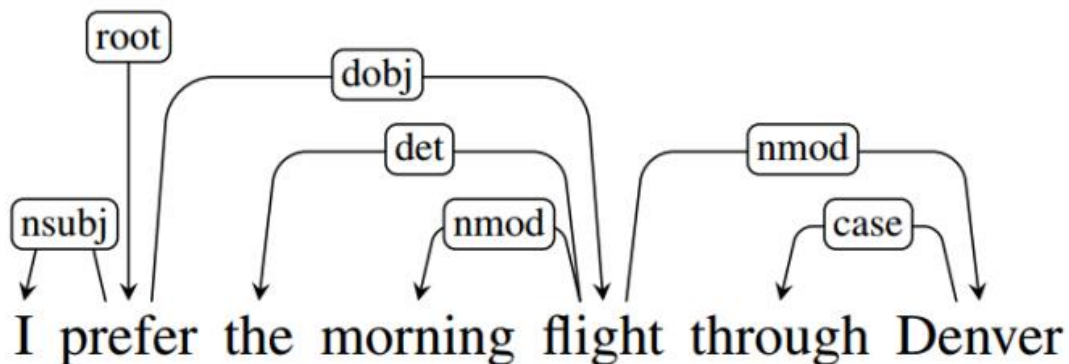 root
dobj
det
nmod
nsubj
nmod
case
I prefer the morning flight through Denver